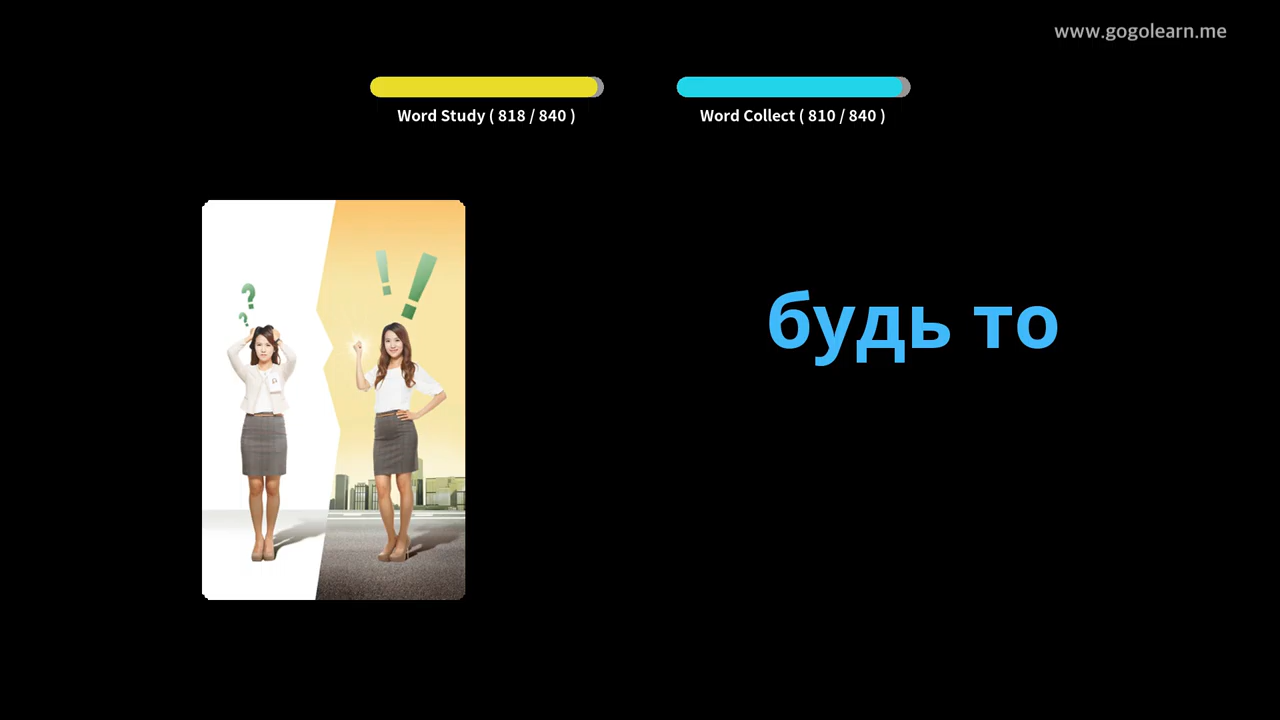 www.gogolearn.me
Word Study ( 818 / 840 )
Word Collect ( 810 / 840 )
? ? ! !
будь то